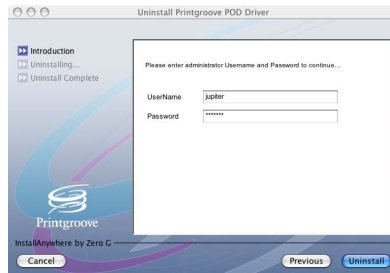 Uninstall Printgroove POD Driver
Introduction
Uninstalling...
Uninstall Complete
Please enter administrator Username and Password to continue...
UserName
jupiter
Password
*******
Printgroove
InstallAnywhere by Zero G
Cancel
Previous
Uninstall